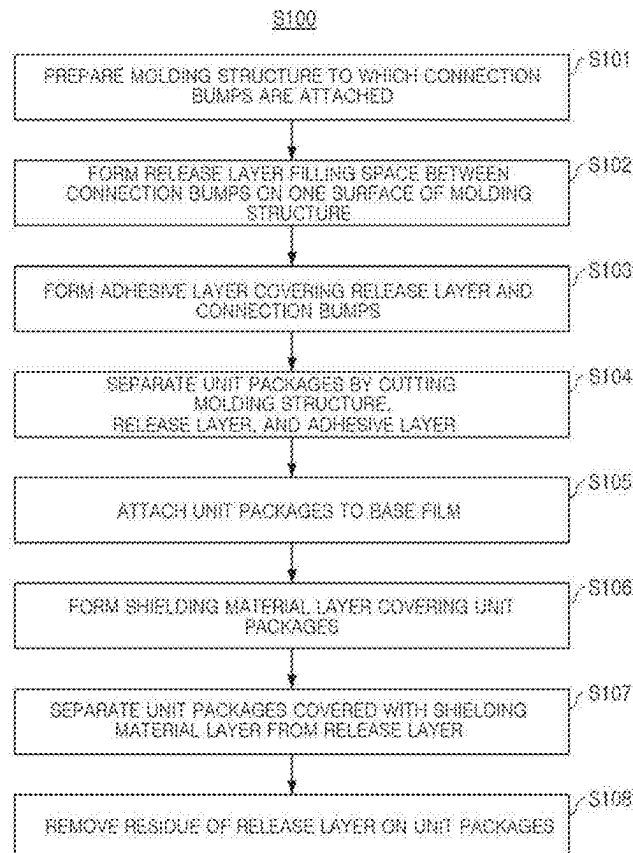 S100
PREPARE MOLDING STRUCTURE TO WHICH CONNECTION
BUMPS ARE ATTACHED
S101
FORM RELEASE LAYER FILLING SPACE BETWEEN
CONNECTION BUMPS ON ONE SURFACE OF MOLDING
STRUCTURE
S102
FORM ADHESIVE LAYER COVERING RELEASE LAYER AND
CONNECTION BUMPS
S103
SEPARATE UNIT PACKAGES BY CUTTING
MOLDING STRUCTURE,
RELEASE LAYER, AND ADHESIVE LAYER
S104
ATTACH UNIT PACKAGES TO BASE FILM
S105
FORM SHIELDING MATERIAL LAYER COVERING UNIT
PACKAGES
S106
SEPARATE UNIT PACKAGES COVERED WITH SHIELDING
MATERIAL LAYER FROM RELEASE LAYER
S107
REMOVE RESIDUE OF RELEASE LAYER ON UNIT PACKAGES
S108